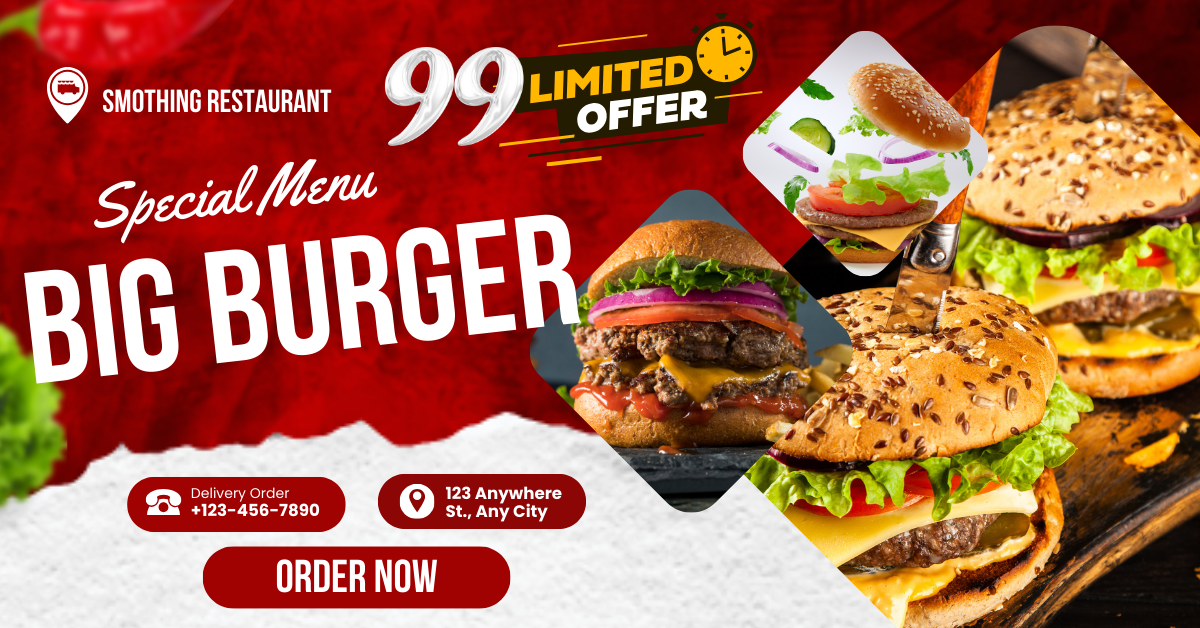 SMOTHING RESTAURANT
99
LIMITED
OFFER
Special Menu
BIG BURGER
Delivery Order
+123-456-7890
123 Anywhere
St., Any City
ORDER NOW